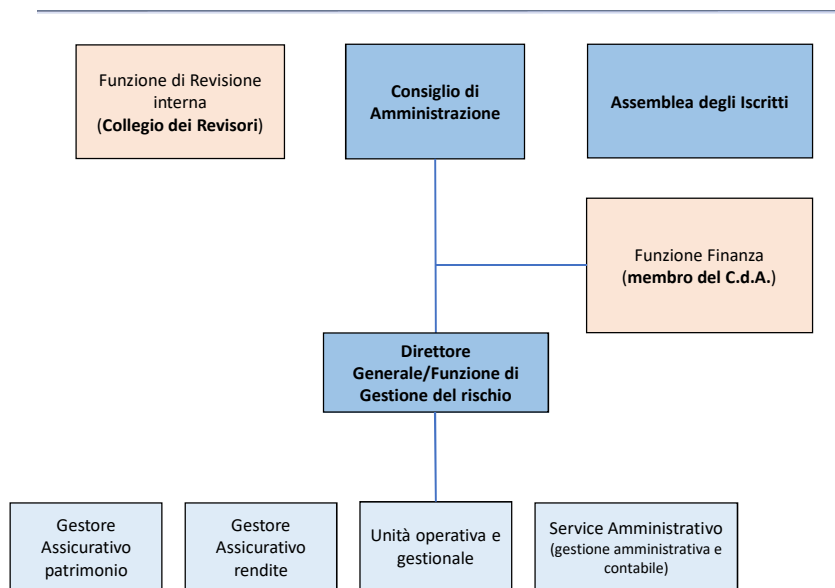 Funzione di Revisione
interna
(Collegio dei Revisori)
Consiglio di
Amministrazione
Assemblea degli Iscritti
Funzione Finanza
(membro del C.d.A.)
Direttore
Generale/Funzione di
Gestione del rischio
Gestore
Assicurativo
patrimonio
Gestore
Assicurativo
rendite
Unità operativa e
gestionale
Service Amministrativo
(gestione amministrativa e
contabile)